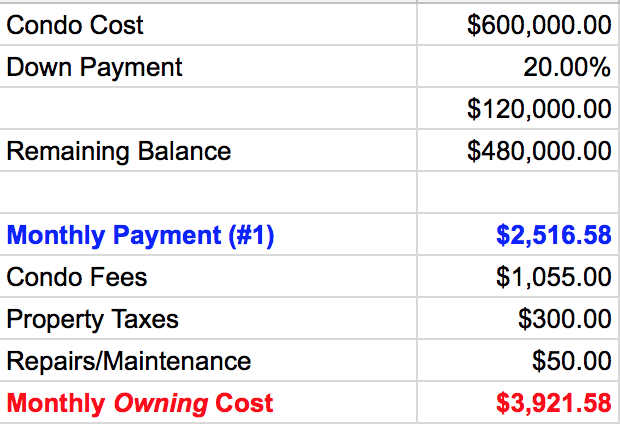 Condo Cost $600,000.00
Down Payment 20.00%
$120,000.00
Remaining Balance $480,000.00
Monthly Payment (#1) $2,516.58
Condo Fees $1,055.00
Property Taxes $300.00
Repairs/Maintenance $50.00
Monthly Owning Cost $3,921.58